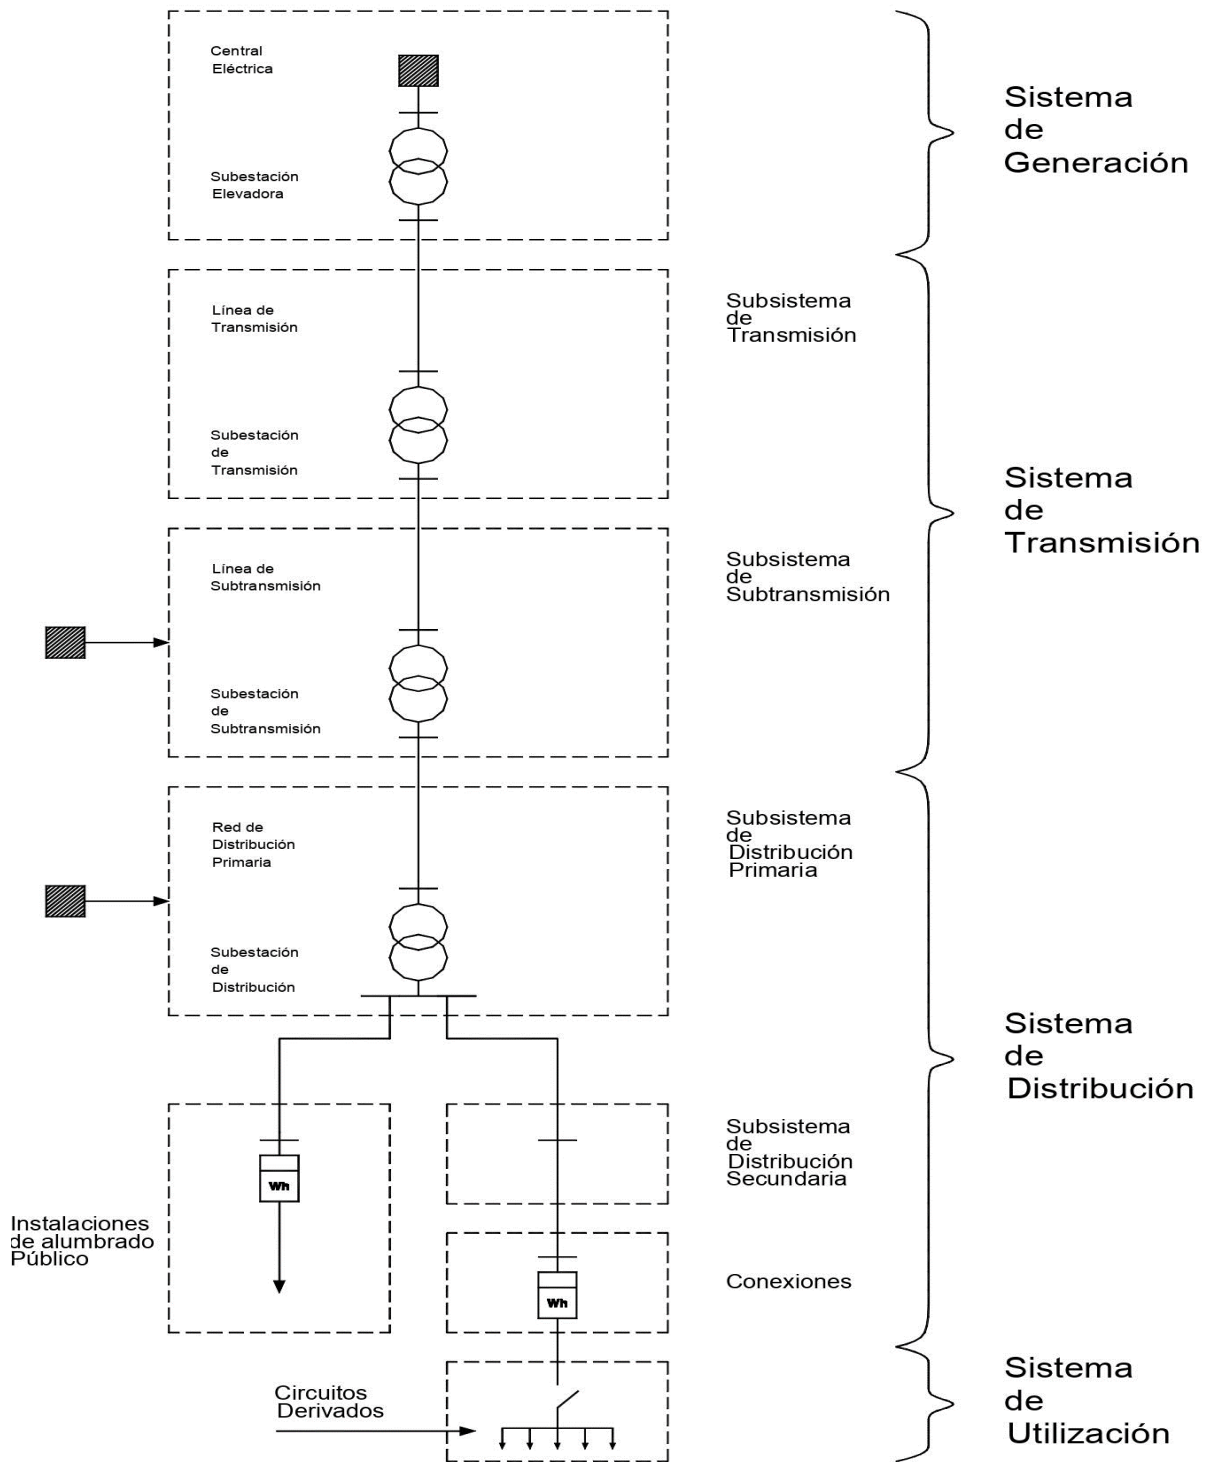 Central
Eléctrica
Subestación
Elevadora
Sistema
de
Generación
Línea de
Transmisión
Subestación
de
Transmisión
Subsistema
de
Transmisión
Línea de
Subtransmisión
Subestación
de
Subtransmisión
Subsistema
de
Subtransmisión
Sistema
de
Transmisión
Red de
Distribución
Primaria
Subestación
de
Distribución
Subsistema
de
Distribución
Primaria
Wh
Instalaciones
de alumbrado
Público
Subsistema
de
Distribución
Secundaria
Wh
Conexiones
Sistema
de
Distribución
Circuitos
Derivados
Sistema
de
Utilización